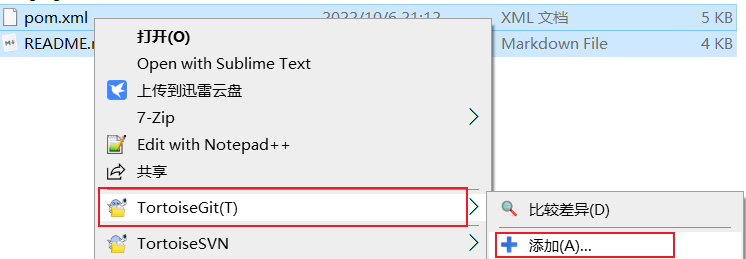 pom.xml 2022/10/6 21:12 XML 文档 5 KB
README.m Markdown File 4 KB
打开(O)
Open with Sublime Text
上传到迅雷云盘
7-Zip
Edit with Notepad++
共享
TortoiseGit(T)
比较差异(D)
TortoiseSVN
添加(A)...